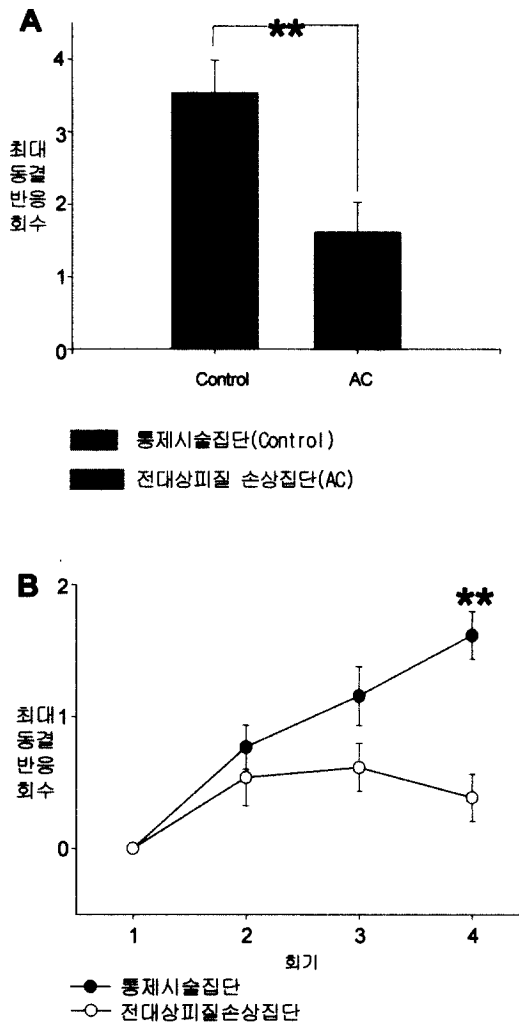 A
**
4
3
최대
동결
반응
회수
2
1
0
Control
AC
통제시술집단(Control)
전대상피질 손상집단(AC)
B
2
**
최대
동결
반응
회수
1
0
1
2
3
4
회기
통제시술집단
전대상피질손상집단